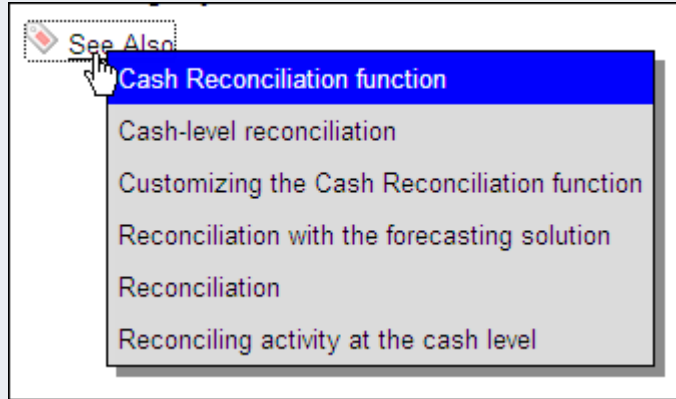 See Also
Cash Reconciliation function
Cash-level reconciliation
Customizing the Cash Reconciliation function
Reconciliation with the forecasting solution
Reconciliation
Reconciling activity at the cash level